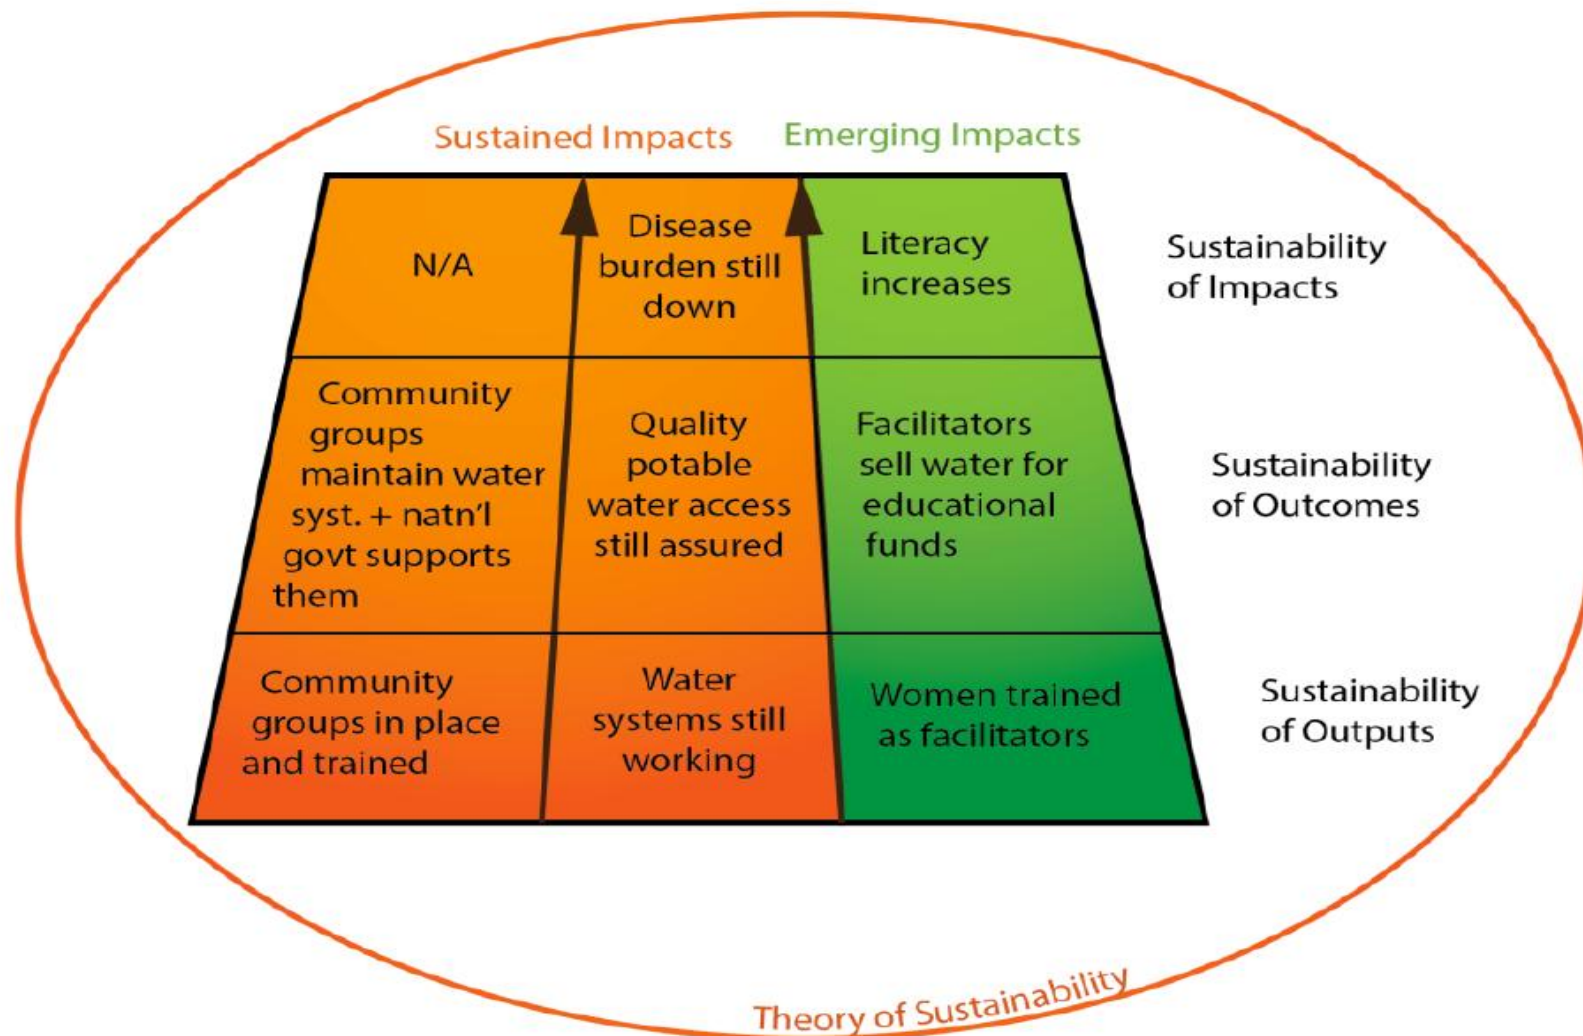 Sustained Impacts
Emerging Impacts
N/A
Disease
burden still
down
Literacy
increases
Sustainability
of Impacts
Community
groups
maintain water
syst. + natn’l
govt supports
them
Quality
potable
water access
still assured
Facilitators
sell water for
educational
funds
Sustainability
of Outcomes
Community
groups in place
and trained
Water
systems still
working
Women trained
as facilitators
Sustainability
of Outputs
Theory of Sustainability